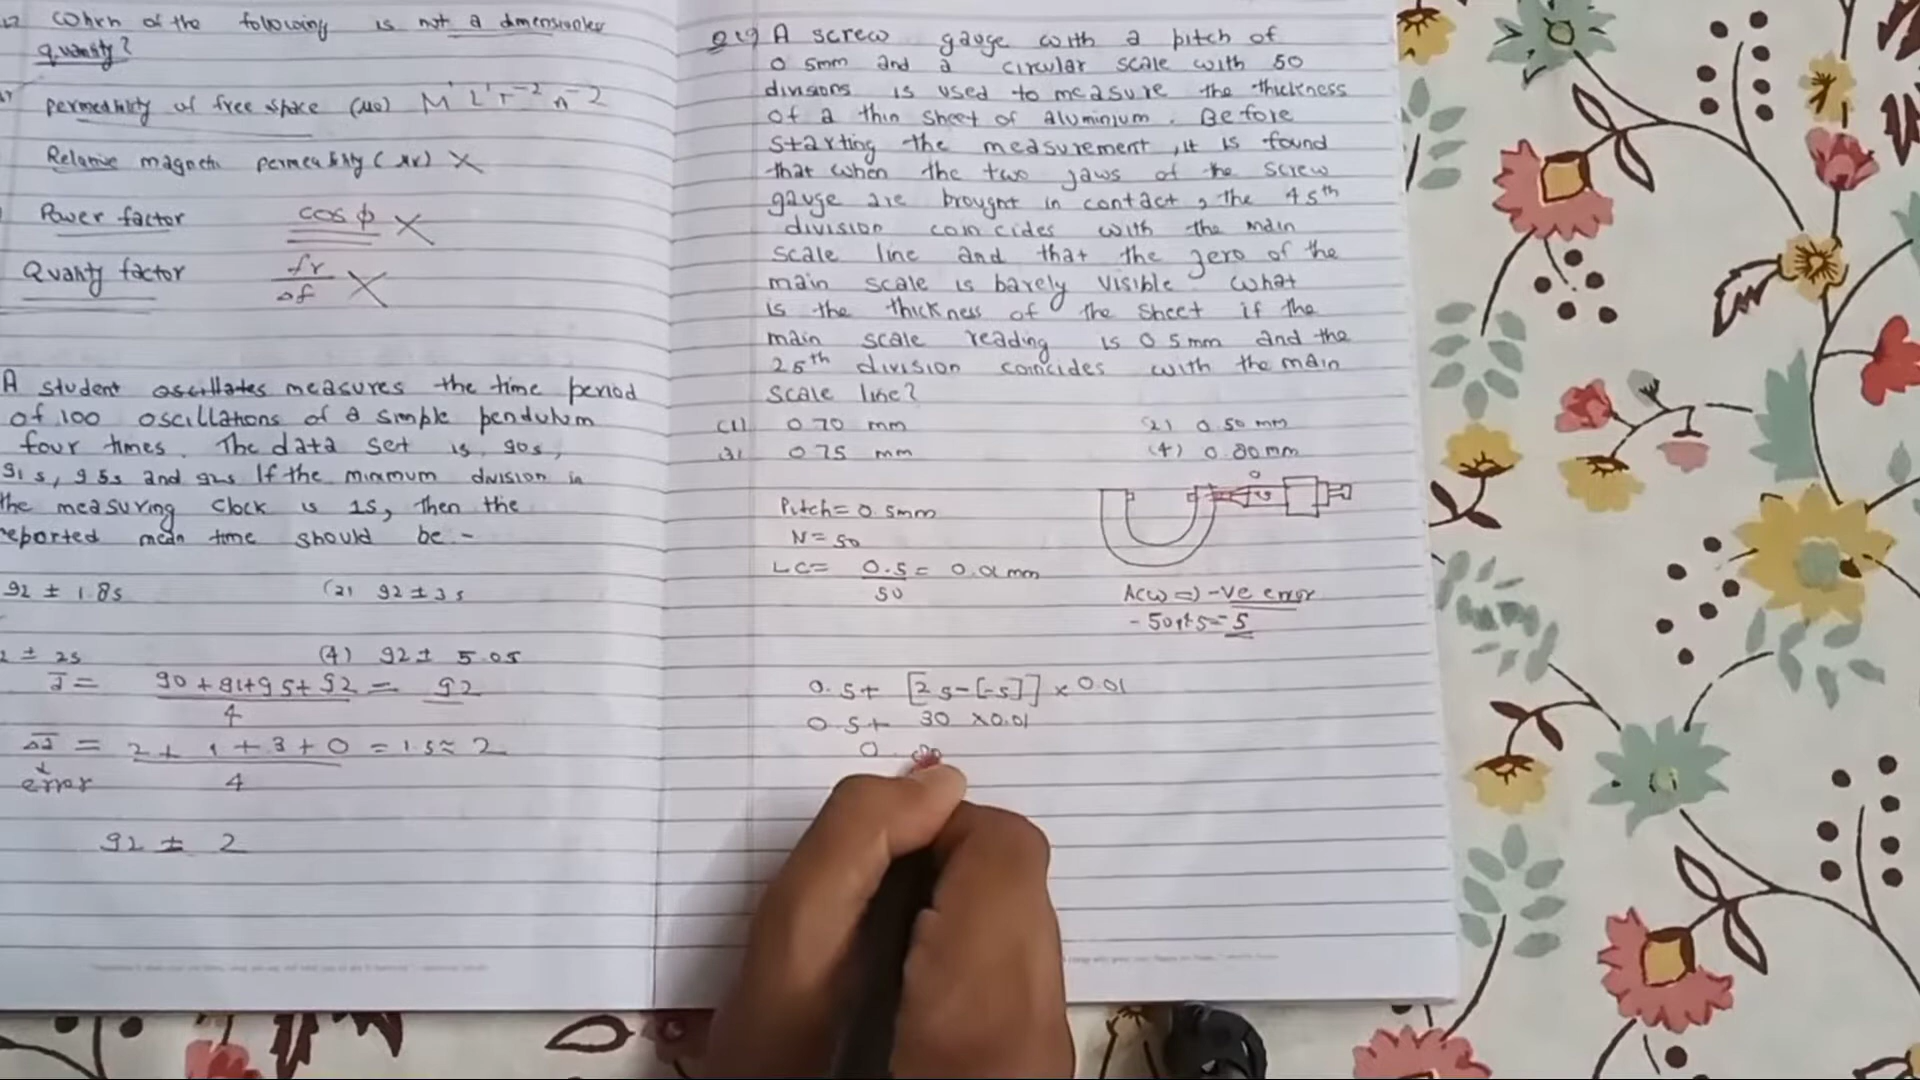 of the following is not a dmensionles
quansty?
permeability of free space (μo) M¹ L¹ T⁻² A⁻2
Relative magnetic permeability (μr) X
Power factor cos ϕ X
Quality factor fr/Δf X
A student oscillates measures the time period
of 100 oscillations of a simple pendulum
four times. The data set is 90s,
91s, 95s and 92s If the minimum division in
the measuring clock is 1s, then the
reported mean time should be -
92 ± 1.8s (2) 92 ± 3s
± 2s (4) 92 ± 5.0s
= 90 + 91 + 95 + 92 / 4 = 92
= 2 + 1 + 3 + 0 / 4 = 1.5 ≈ 2
error
92 ± 2
A screw gauge with a pitch of
0.5mm and a circular scale with 50
divisions is used to measure the thickness
of a thin sheet of aluminium. Before
starting the measurement, it is found
that when the two jaws of the screw
gauge are brought in contact, the 45th
division coincides with the main
scale line and that the zero of the
main scale is barely visible. What
is the thickness of the sheet if the
main scale reading is 0.5mm and the
25th division coincides with the main
scale line?
(1) 0.70 mm (2) 0.50 mm
(3) 0.75 mm (4) 0.80mm
Pitch = 0.5mm
N = 50
LC = 0.5/50 = 0.01mm
-ve error
0.5 + [25-[-5]] × 0.01
0.5 + 30 × 0.01
0.